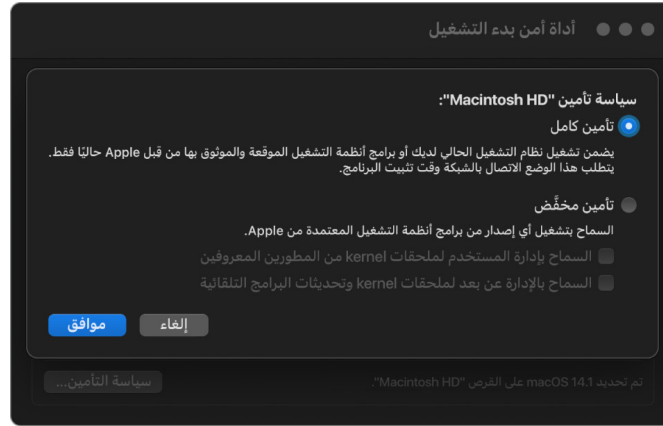 أداة أمن بدء التشغيل
سياسة تأمين "Macintosh HD":
تأمين كامل
يضمن تشغيل نظام التشغيل الحالي لديك أو برامج أنظمة التشغيل الموقعة والموثوق بها من قِبل Apple حاليًا فقط.
يتطلب هذا الوضع الاتصال بالشبكة وقت تثبيت البرنامج.
تأمين مخفَّض
السماح بتشغيل أي إصدار من برامج أنظمة التشغيل المعتمدة من Apple.
السماح بإدارة المستخدم لملحقات kernel من المطورين المعروفين
السماح بالإدارة عن بعد لملحقات kernel وتحديثات البرامج التلقائية
إلغاء
موافق
تم تحديد macOS 14.1 على القرص "Macintosh HD".
سياسة التأمين...